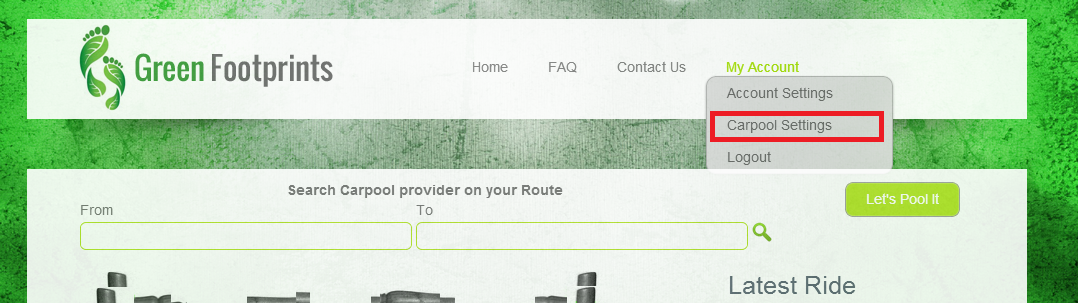 Green Footprints
Home FAQ Contact Us My Account
Account Settings
Carpool Settings
Logout
Search Carpool provider on your Route
Let's Pool It
From To
Latest Ride